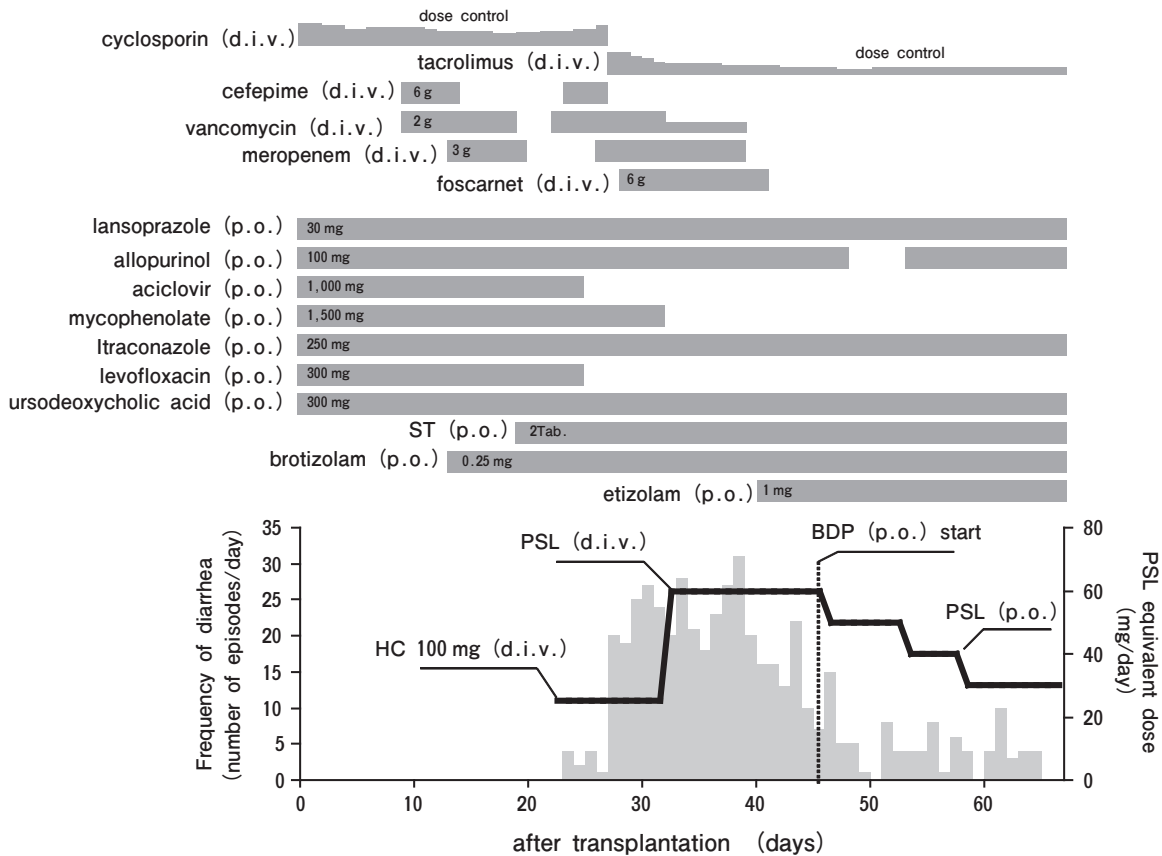 dose control
cyclosporin (d.i.v.)
dose control
tacrolimus (d.i.v.)
cefepime (d.i.v.) 6 g
vancomycin (d.i.v.) 2 g
meropenem (d.i.v.) 3 g
foscarnet (d.i.v.) 6 g
lansoprazole (p.o.) 30 mg
allopurinol (p.o.) 100 mg
aciclovir (p.o.) 1,000 mg
mycophenolate (p.o.) 1,500 mg
Itraconazole (p.o.) 250 mg
levofloxacin (p.o.) 300 mg
ursodeoxycholic acid (p.o.) 300 mg
ST (p.o.) 2Tab.
brotizolam (p.o.) 0.25 mg
etizolam (p.o.) 1 mg
Frequency of diarrhea
(number of episodes/day)
35
30
25
20
15
10
5
0
PSL (d.i.v.)
BDP (p.o.) start
HC 100 mg (d.i.v.)
PSL (p.o.)
80
60
40
20
0
PSL equivalent dose
(mg/day)
0 10 20 30 40 50 60
after transplantation (days)